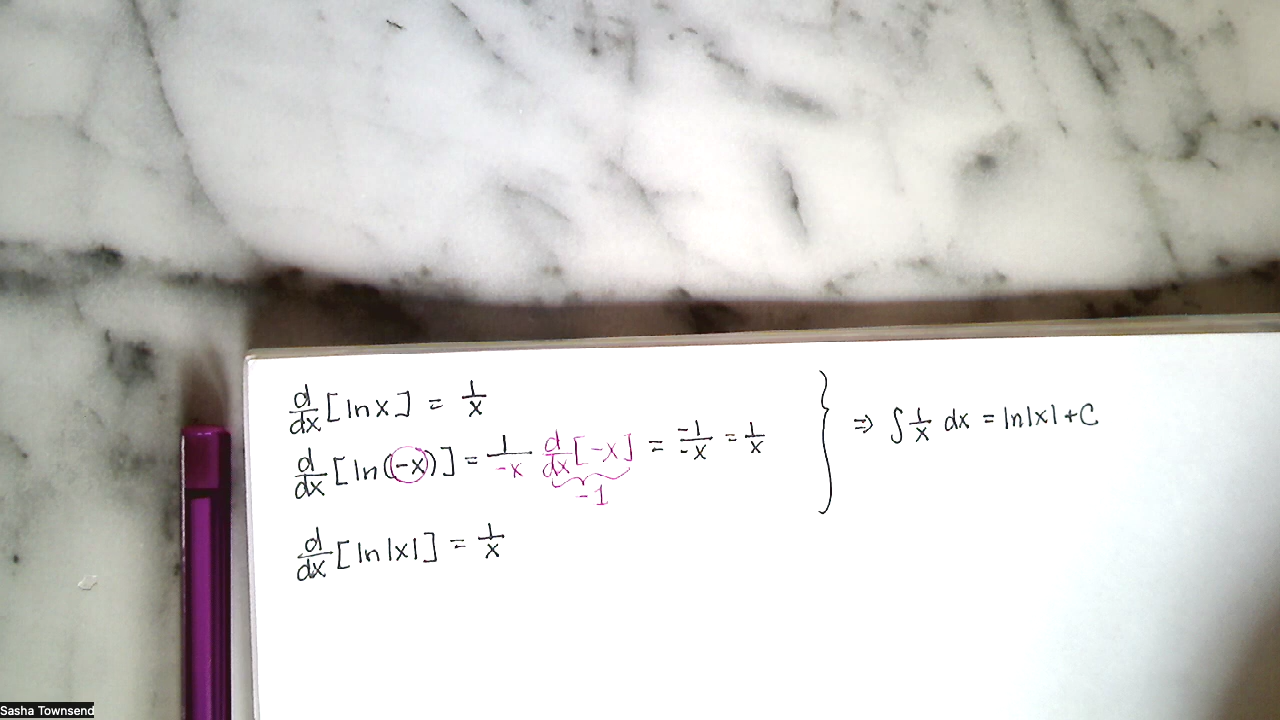 d/dx [ln x] = 1/x
d/dx [ln(-x)] = 1/-x d/dx [-x] = -1/-x = 1/x
-1
d/dx [ln|x|] = 1/x
} ⇒ ∫ 1/x dx = ln|x| + C
Sasha Townsend